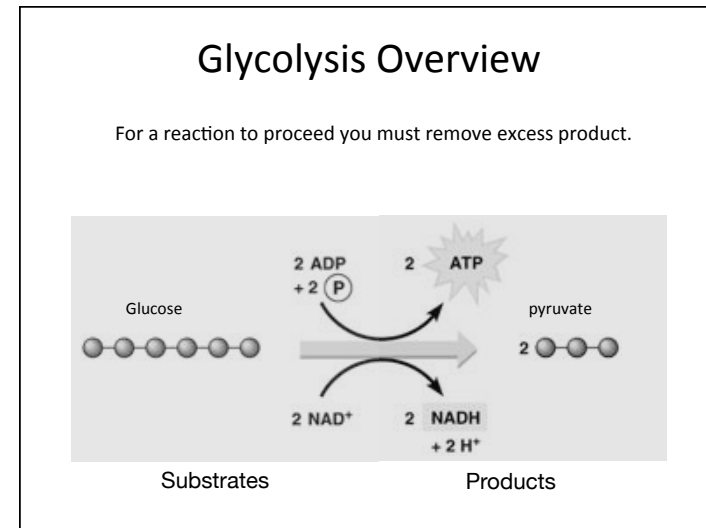 Glycolysis Overview
For a reaction to proceed you must remove excess product.
2 ADP
+ 2 P
2 ATP
Glucose
pyruvate
2
2 NAD⁺
2 NADH
+ 2 H⁺
Substrates
Products